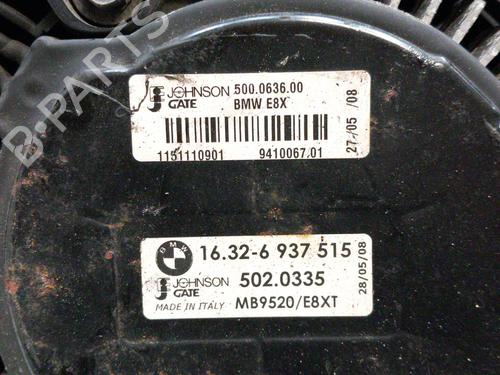 B-PARTS
JOHNSON GATE 500.0636.00
BMW E8X
27/05 /08
1151110901 9410067.01
BMW 16.32-6 937 515
JOHNSON GATE 502.0335
MADE IN ITALY MB9520/E8XT
28/05/08